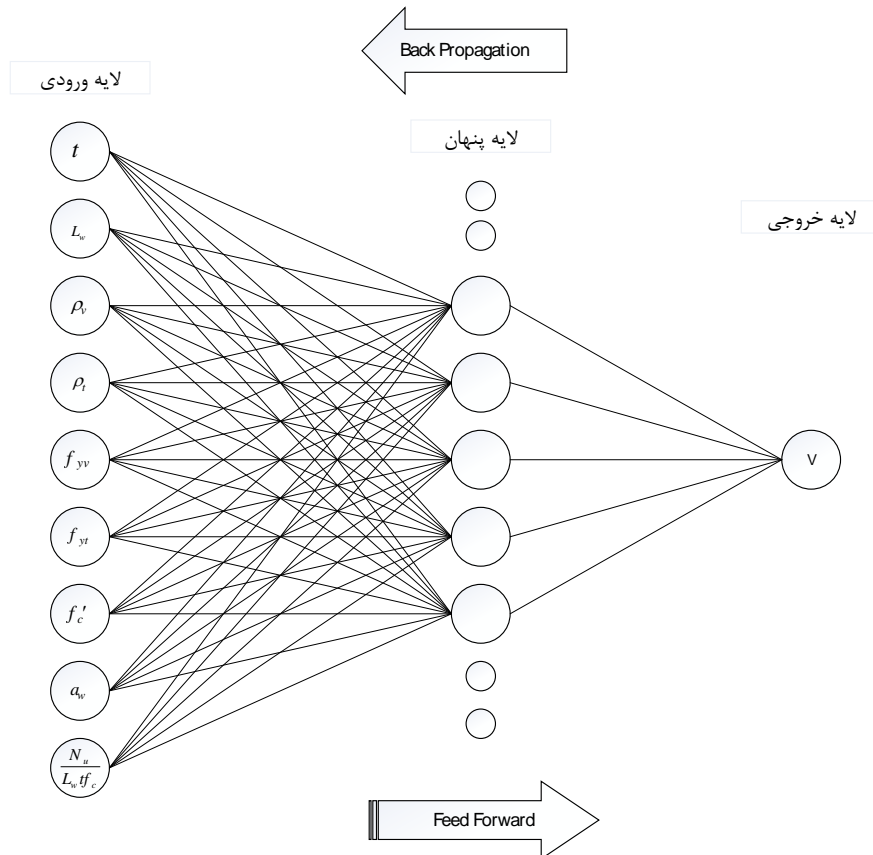 Back Propagation
لایه ورودی
لایه پنهان
لایه خروجی
t
L_w
ρ_v
ρ_t
f_yv
f_yt
f_c′
a_w
N_u
L_w tf_c
V
Feed Forward